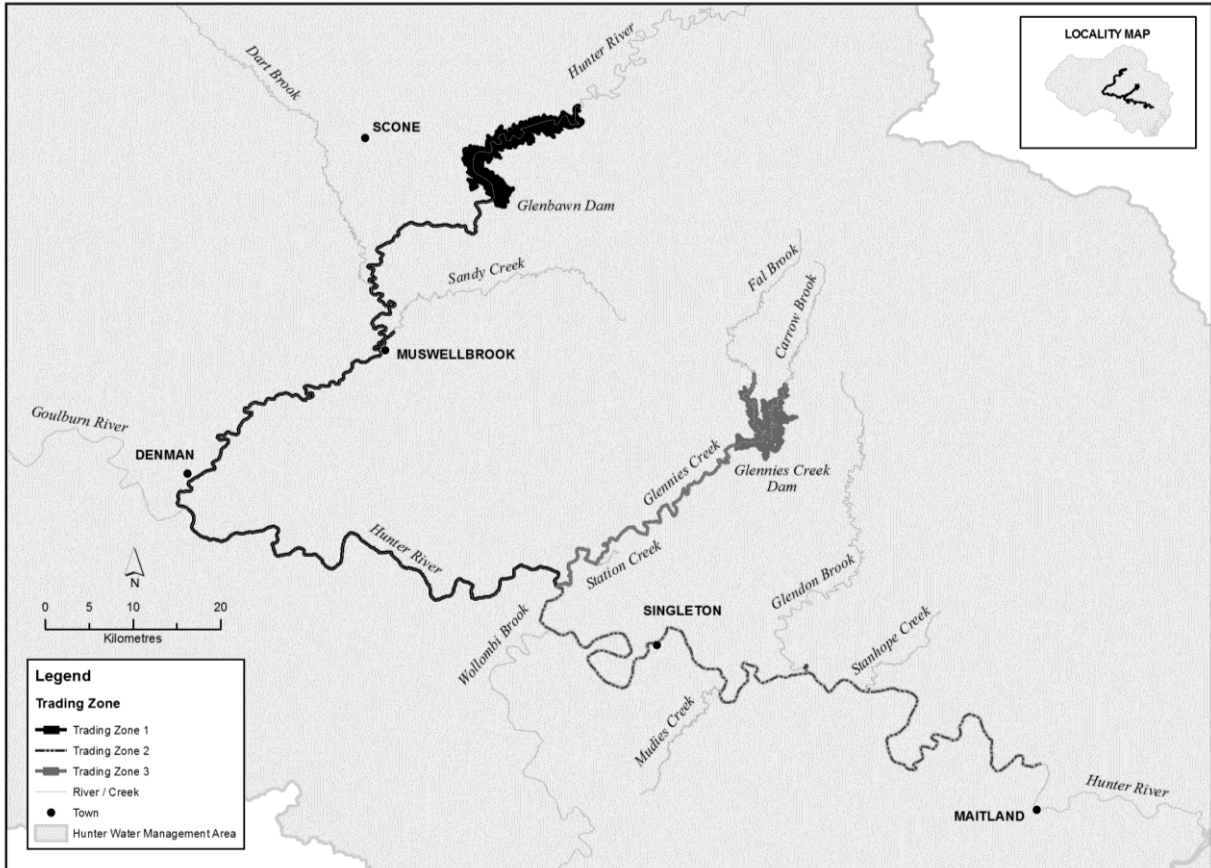 LOCALITY MAP
Hunter River
Dart Brook
SCONE
Glenbawn Dam
Sandy Creek
Fal Brook
Carrow Brook
MUSWELLBROOK
Goulburn River
DENMAN
Glennies Creek
Glennies Creek
Dam
Hunter River
Station Creek
Glendon Brook
N
0 5 10 20
Kilometres
SINGLETON
Wollombi Brook
Stanhope Creek
Mudies Creek
Hunter River
MAITLAND
Legend
Trading Zone
Trading Zone 1
Trading Zone 2
Trading Zone 3
River / Creek
Town
Hunter Water Management Area